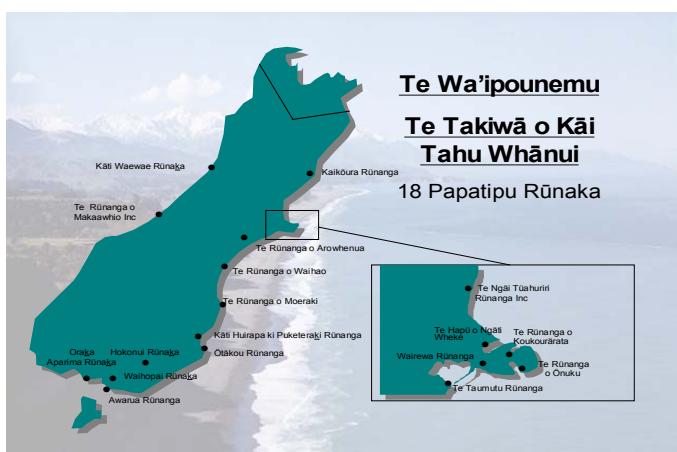 Te Wa’ipounemu
Te Takiwā o Kāi
Tahu Whānui
18 Papatipu Rūnaka
Kāti Waewae Rūnaka
Kaikōura Rūnanga
Te Rūnanga o
Makaawhio Inc
Te Rūnanga o Arowhenua
Te Rūnanga o Waihao
Te Rūnanga o Moeraki
Kāti Huirapa ki Puketeraki Rūnanga
Ōtākou Rūnanga
Oraka
Aparima Rūnaka
Hokonui Rūnaka
Waihopai Rūnaka
Awarua Rūnanga
Te Ngāi Tūahuriri
Rūnanga Inc
Te Hapū o Ngāti
Wheke
Te Rūnanga o
Koukourārata
Wairewa Rūnanga
Te Rūnanga
o Ōnuku
Te Taumutu Rūnanga